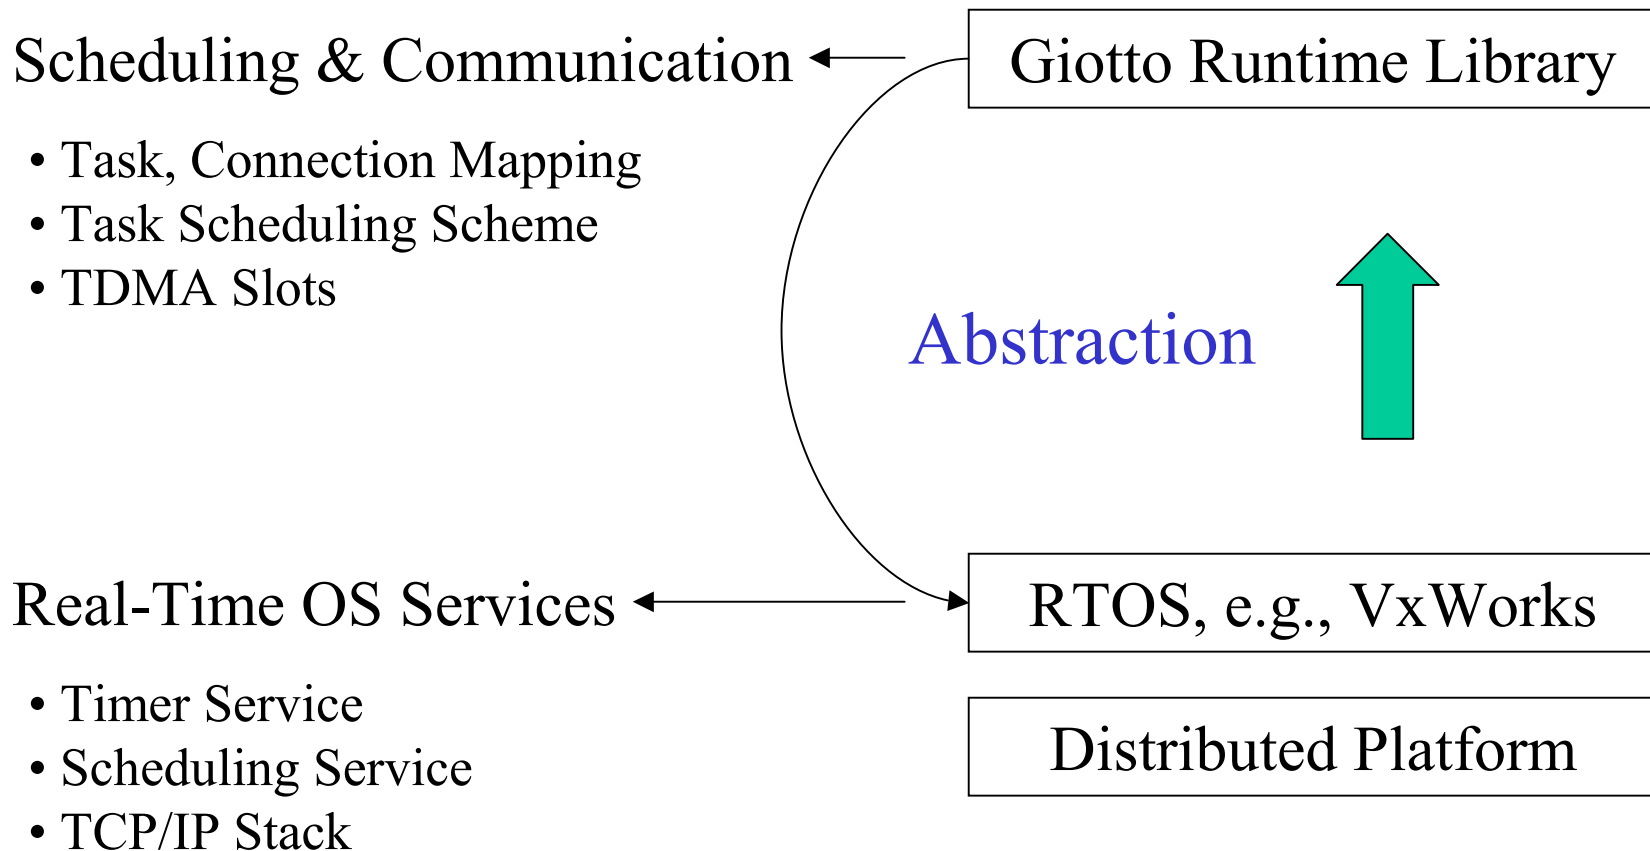 Scheduling & Communication
Giotto Runtime Library
• Task, Connection Mapping
• Task Scheduling Scheme
• TDMA Slots
Abstraction
Real-Time OS Services
RTOS, e.g., VxWorks
• Timer Service
• Scheduling Service
• TCP/IP Stack
Distributed Platform